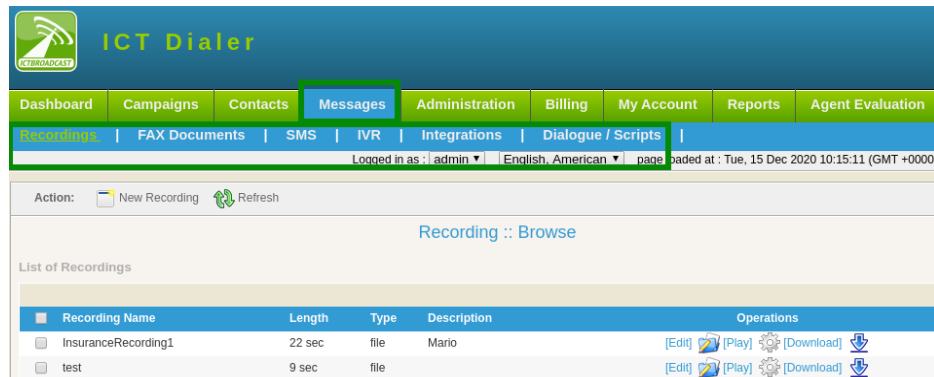 ICTBROADCAST
ICT Dialer
Dashboard Campaigns Contacts Messages Administration Billing My Account Reports Agent Evaluation
Recordings | FAX Documents | SMS | IVR | Integrations | Dialogue / Scripts |
Logged in as : admin English, American page loaded at : Tue, 15 Dec 2020 10:15:11 (GMT +0000
Action: New Recording Refresh
Recording :: Browse
List of Recordings
Recording Name Length Type Description Operations
InsuranceRecording1 22 sec file Mario [Edit] [Play] [Download]
test 9 sec file [Edit] [Play] [Download]